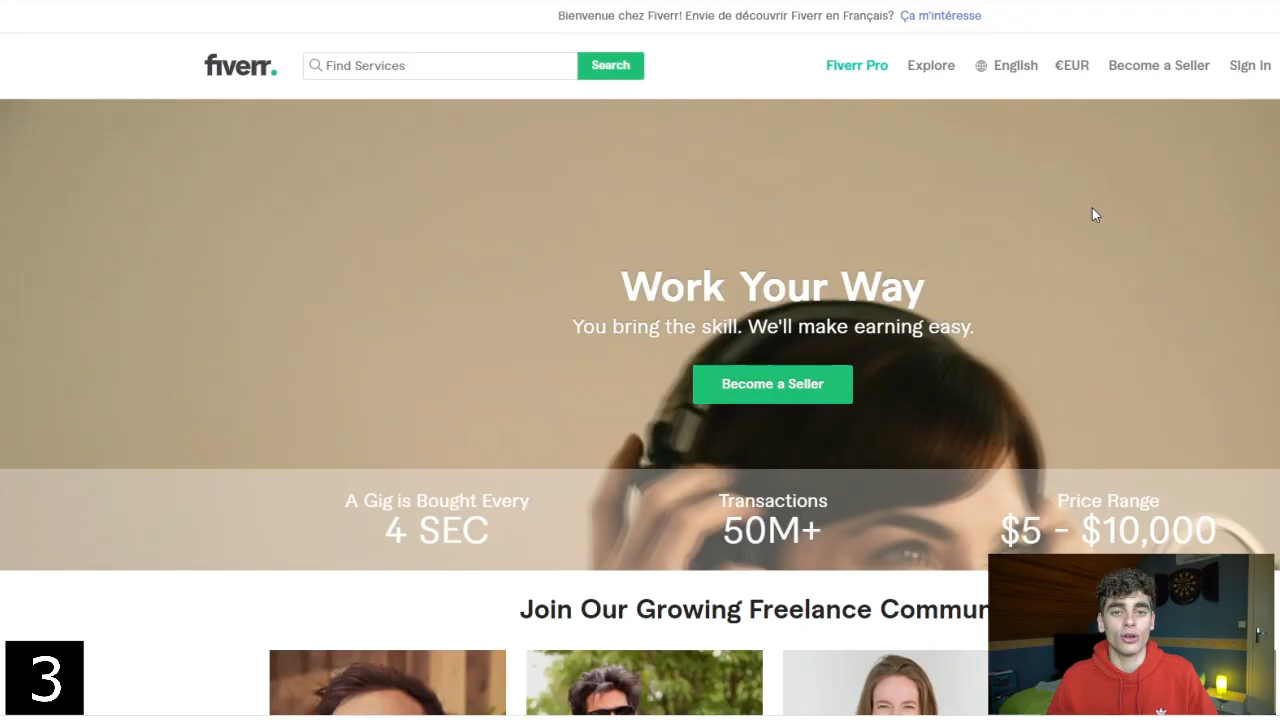 Bienvenue chez Fiverr! Envie de découvrir Fiverr en Français? Ça m'intéresse
fiverr. Find Services Search Fiverr Pro Explore English €EUR Become a Seller Sign In
Work Your Way
You bring the skill. We'll make earning easy.
Become a Seller
A Gig is Bought Every Transactions Price Range
4 SEC 50M+ $5 - $10,000
Join Our Growing Freelance Commun
3